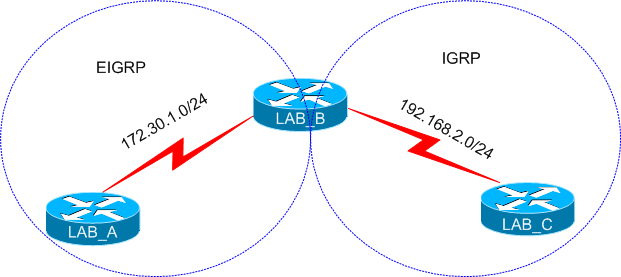 EIGRP
IGRP
172.30.1.0/24
LAB_B
192.168.2.0/24
LAB_A
LAB_C